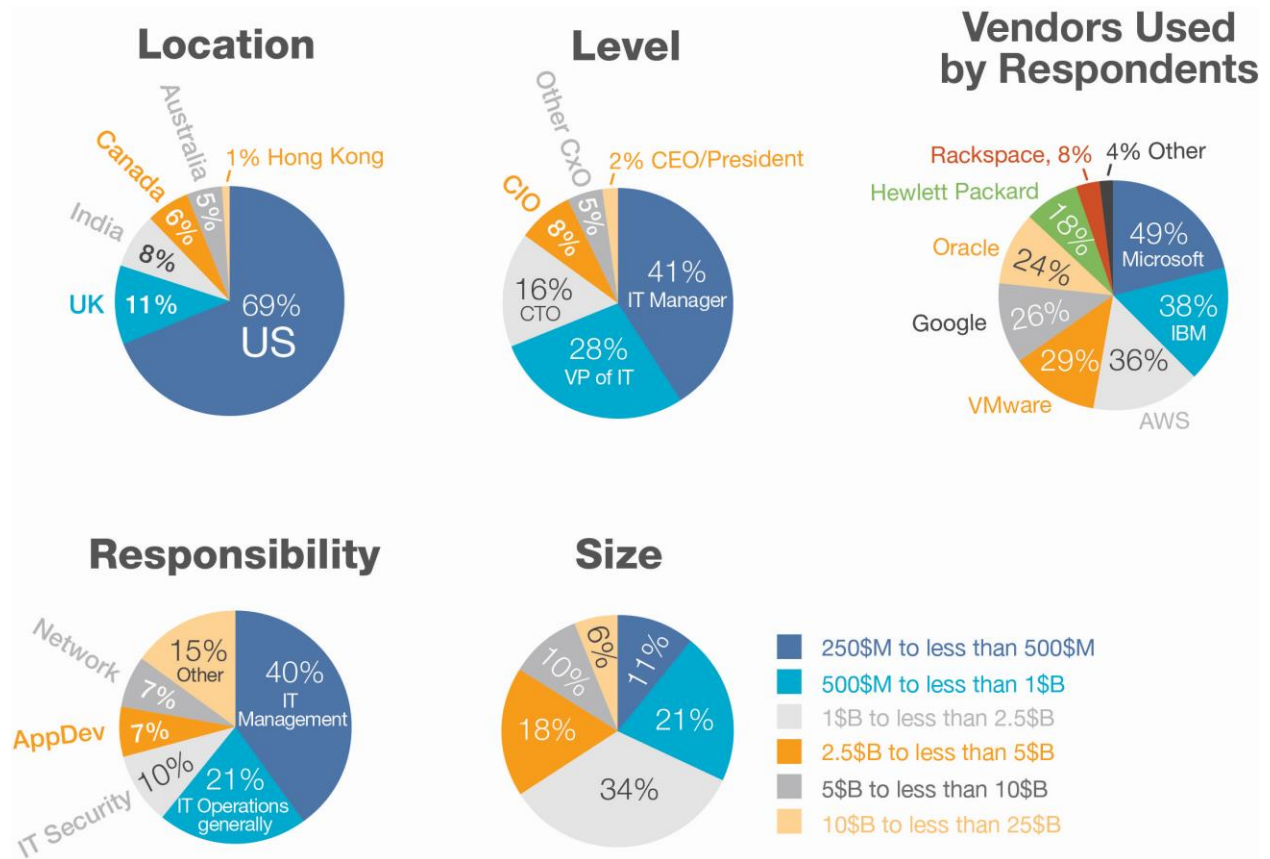 Location
Australia
Canada
1% Hong Kong
India
5%
6%
8%
UK
11%
69%
US
Level
Other CxO
2% CEO/President
CIO
5%
8%
41%
IT Manager
16%
CTO
28%
VP of IT
Vendors Used
by Respondents
Rackspace, 8%
4% Other
Hewlett Packard
18%
49%
Microsoft
Oracle
24%
38%
IBM
Google
26%
29%
36%
VMware
AWS
Responsibility
Network
15%
Other
40%
IT
Management
7%
AppDev
7%
10%
IT Security
21%
IT Operations
generally
Size
6%
11%
10%
21%
18%
34%
250$M to less than 500$M
500$M to less than 1$B
1$B to less than 2.5$B
2.5$B to less than 5$B
5$B to less than 10$B
10$B to less than 25$B